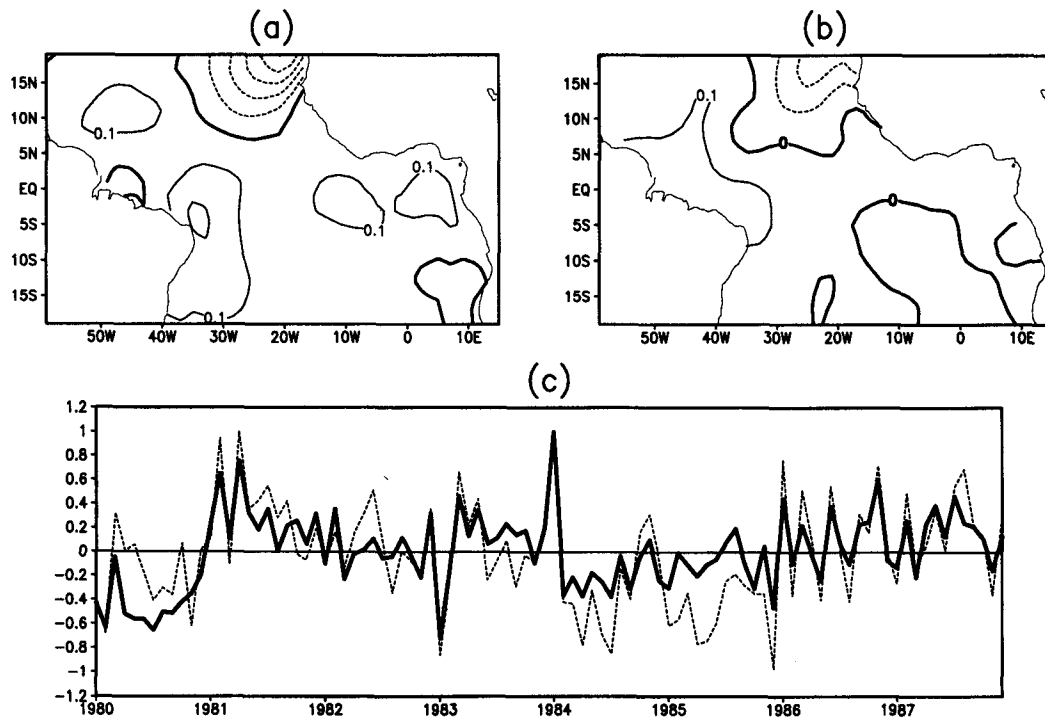 (a) (b)
15N 15N
10N 0.1 10N 0.1
5N 5N 0
EQ 0.1 0.1 EQ
5S 5S 0
10S 10S
15S 0.1 15S
50W 40W 30W 20W 10W 0 10E 50W 40W 30W 20W 10W 0 10E
(c)
1.2
1
0.8
0.6
0.4
0.2
0
-0.2
-0.4
-0.6
-0.8
-1
-1.2
1980 1981 1982 1983 1984 1985 1986 1987